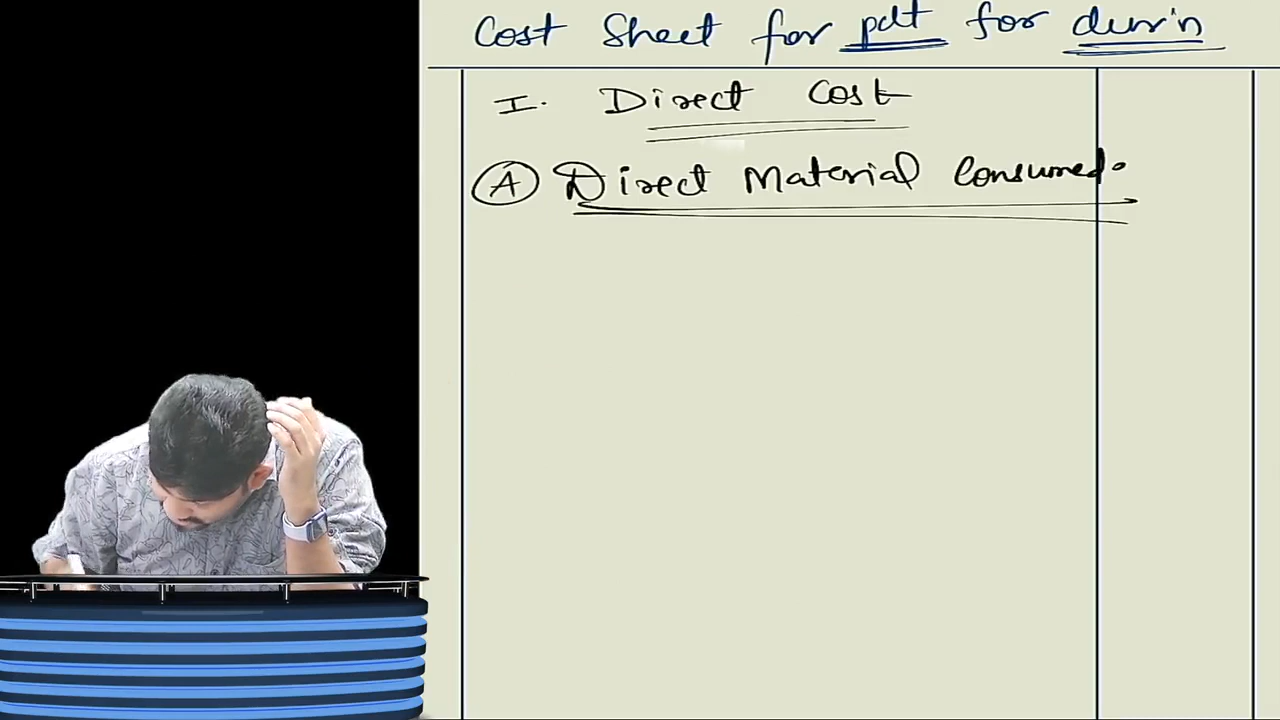 Cost Sheet for pdt for dur'n
I. Direct Cost
A Direct Material Consumed.